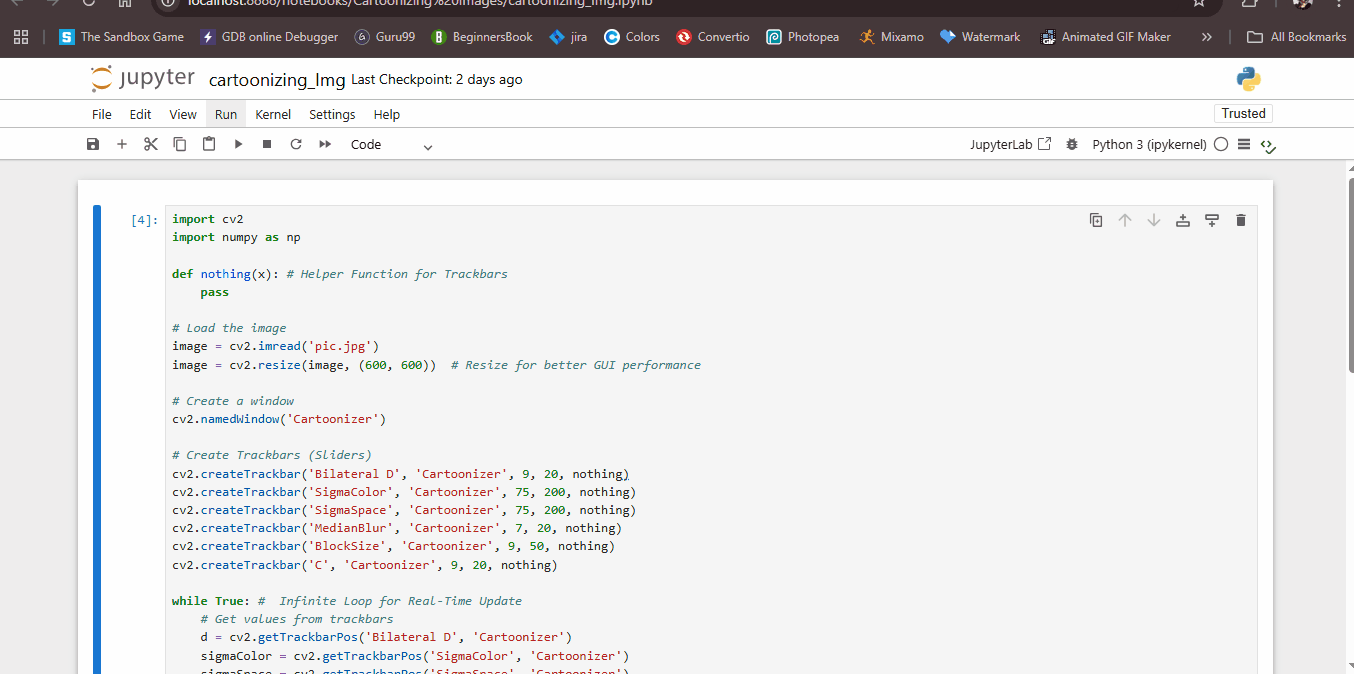 localhost:8888/notebooks/Cartoonizing%20Images/cartoonizing_Img.ipynb
The Sandbox Game GDB online Debugger Guru99 BeginnersBook jira Colors Convertio Photopea Mixamo Watermark Animated GIF Maker » All Bookmarks
jupyter cartoonizing_Img Last Checkpoint: 2 days ago
File Edit View Run Kernel Settings Help Trusted
Code JupyterLab Python 3 (ipykernel)
[4]: import cv2
import numpy as np
def nothing(x): # Helper Function for Trackbars
pass
# Load the image
image = cv2.imread('pic.jpg')
image = cv2.resize(image, (600, 600)) # Resize for better GUI performance
# Create a window
cv2.namedWindow('Cartoonizer')
# Create Trackbars (Sliders)
cv2.createTrackbar('Bilateral D', 'Cartoonizer', 9, 20, nothing)
cv2.createTrackbar('SigmaColor', 'Cartoonizer', 75, 200, nothing)
cv2.createTrackbar('SigmaSpace', 'Cartoonizer', 75, 200, nothing)
cv2.createTrackbar('MedianBlur', 'Cartoonizer', 7, 20, nothing)
cv2.createTrackbar('BlockSize', 'Cartoonizer', 9, 50, nothing)
cv2.createTrackbar('C', 'Cartoonizer', 9, 20, nothing)
while True: #  Infinite Loop for Real-Time Update
# Get values from trackbars
d = cv2.getTrackbarPos('Bilateral D', 'Cartoonizer')
sigmaColor = cv2.getTrackbarPos('SigmaColor', 'Cartoonizer')
sigmaSpace = cv2.getTrackbarPos('SigmaSpace', 'Cartoonizer')